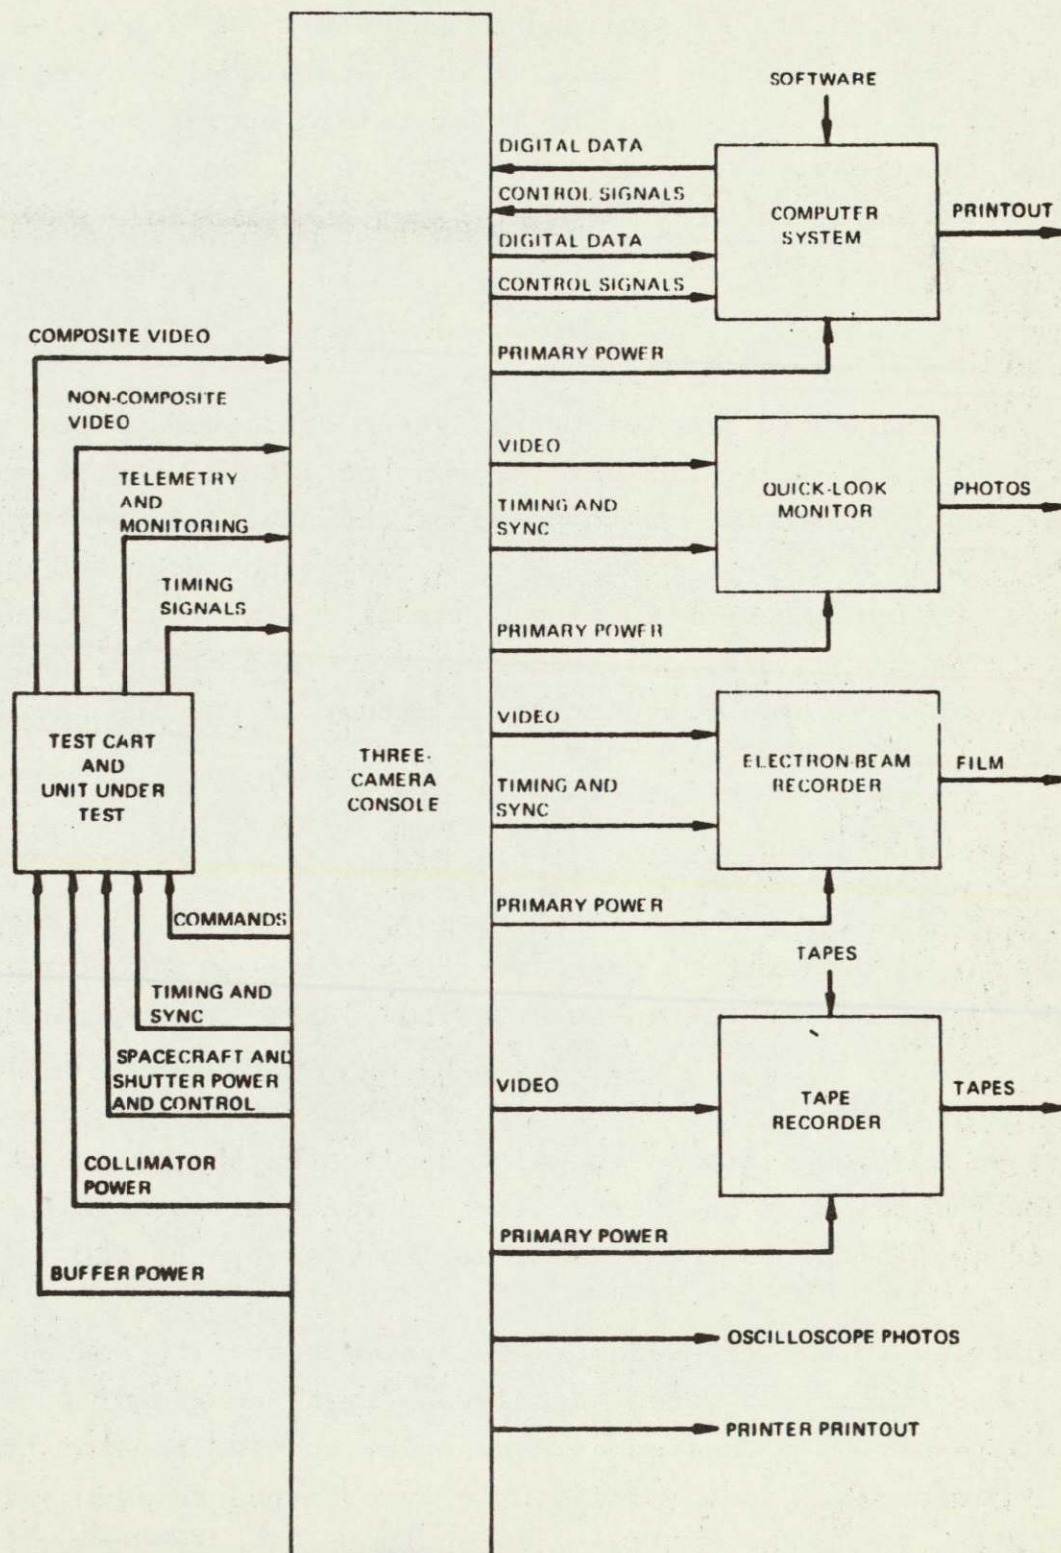 SOFTWARE
DIGITAL DATA
CONTROL SIGNALS
DIGITAL DATA
CONTROL SIGNALS
PRIMARY POWER
COMPUTER
SYSTEM
PRINTOUT
COMPOSITE VIDEO
NON-COMPOSITE
VIDEO
TELEMETRY
AND
MONITORING
TIMING
SIGNALS
TEST CART
AND
UNIT UNDER
TEST
COMMANDS
TIMING AND
SYNC
SPACECRAFT AND
SHUTTER POWER
AND CONTROL
COLLIMATOR
POWER
BUFFER POWER
THREE-
CAMERA
CONSOLE
VIDEO
TIMING AND
SYNC
PRIMARY POWER
QUICK-LOOK
MONITOR
PHOTOS
VIDEO
TIMING AND
SYNC
PRIMARY POWER
ELECTRON-BEAM
RECORDER
FILM
TAPES
VIDEO
PRIMARY POWER
TAPE
RECORDER
TAPES
OSCILLOSCOPE PHOTOS
PRINTER PRINTOUT